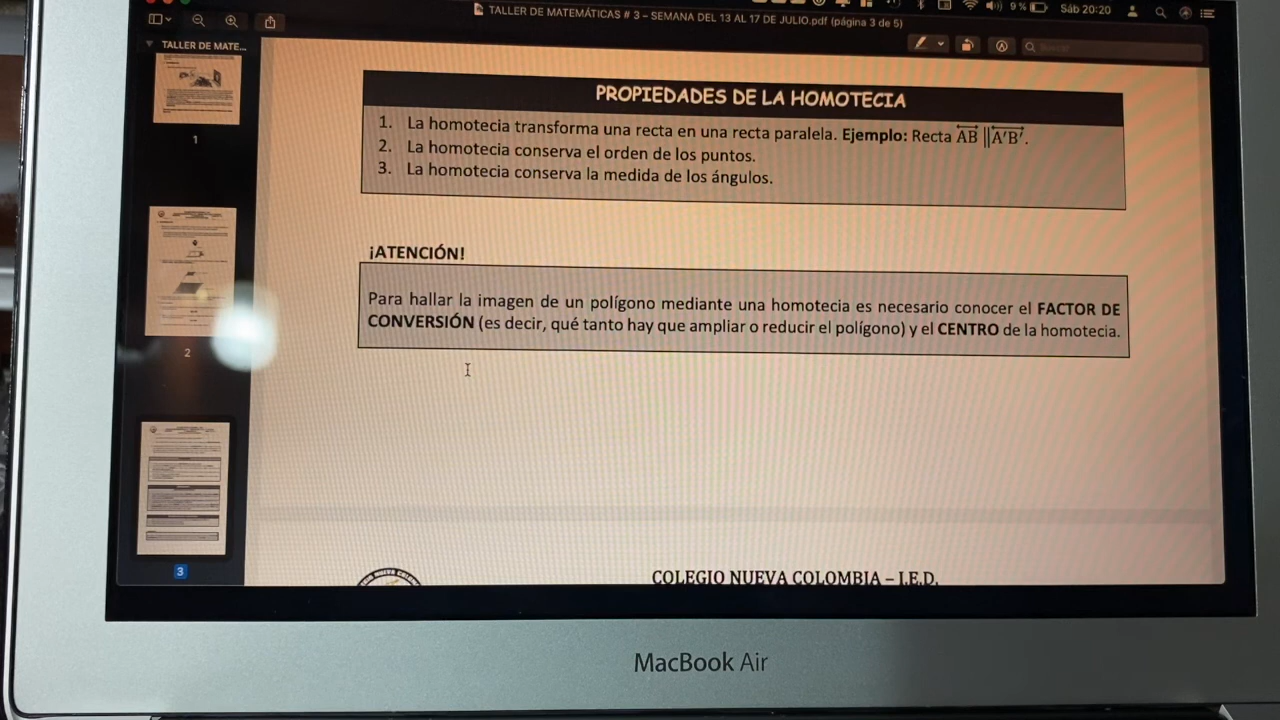 9 %
Sáb 20:20
TALLER DE MATEMÁTICAS # 3 – SEMANA DEL 13 AL 17 DE JULIO.pdf (página 3 de 5)
TALLER DE MATE...
Buscar
1
2
3
PROPIEDADES DE LA HOMOTECIA
1. La homotecia transforma una recta en una recta paralela. Ejemplo: Recta AB ||A'B'.
2. La homotecia conserva el orden de los puntos.
3. La homotecia conserva la medida de los ángulos.
¡ATENCIÓN!
Para hallar la imagen de un polígono mediante una homotecia es necesario conocer el FACTOR DE
CONVERSIÓN (es decir, qué tanto hay que ampliar o reducir el polígono) y el CENTRO de la homotecia.
COLEGIO NUEVA COLOMBIA – I.E.D.
MacBook Air